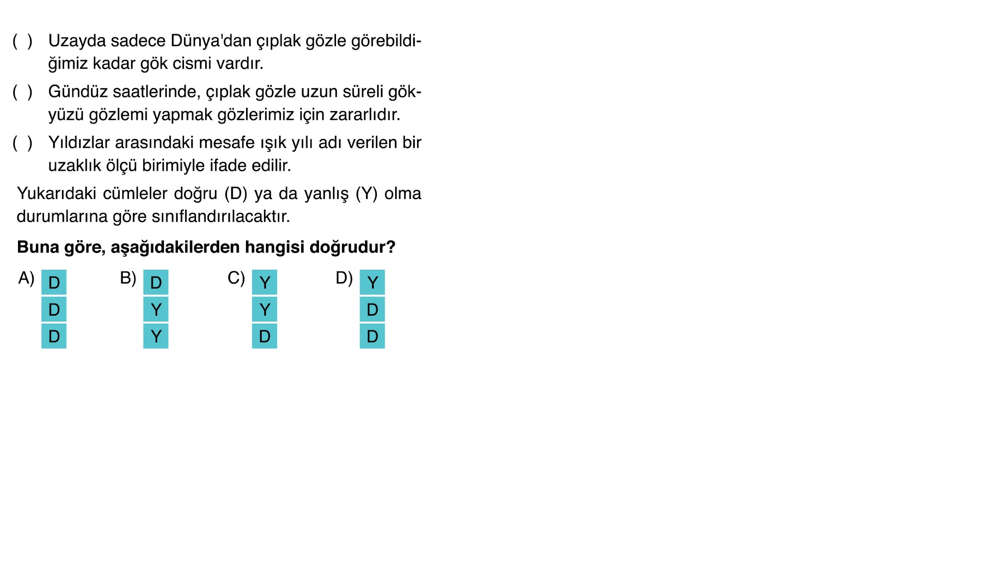 ( ) Uzayda sadece Dünya'dan çıplak gözle görebildi-
ğimiz kadar gök cismi vardır.
( ) Gündüz saatlerinde, çıplak gözle uzun süreli gök-
yüzü gözlemi yapmak gözlerimiz için zararlıdır.
( ) Yıldızlar arasındaki mesafe ışık yılı adı verilen bir
uzaklık ölçü birimiyle ifade edilir.
Yukarıdaki cümleler doğru (D) ya da yanlış (Y) olma
durumlarına göre sınıflandırılacaktır.
Buna göre, aşağıdakilerden hangisi doğrudur?
A) D B) D C) Y D) Y
D Y Y D
D Y D D